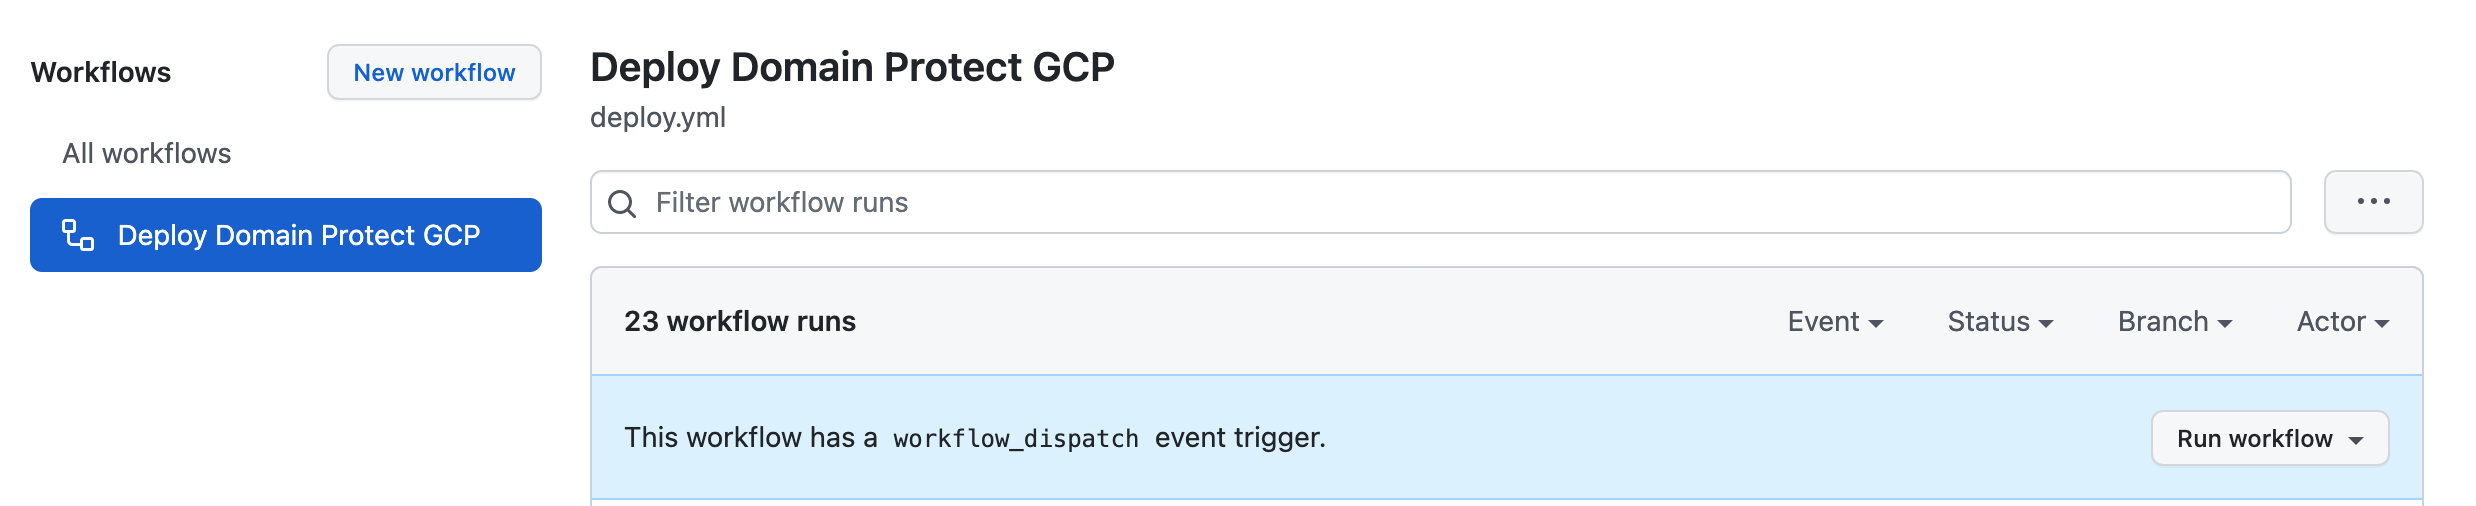 Workflows
New workflow
All workflows
Deploy Domain Protect GCP
Deploy Domain Protect GCP
deploy.yml
Filter workflow runs
23 workflow runs
Event
Status
Branch
Actor
This workflow has a workflow_dispatch event trigger.
Run workflow